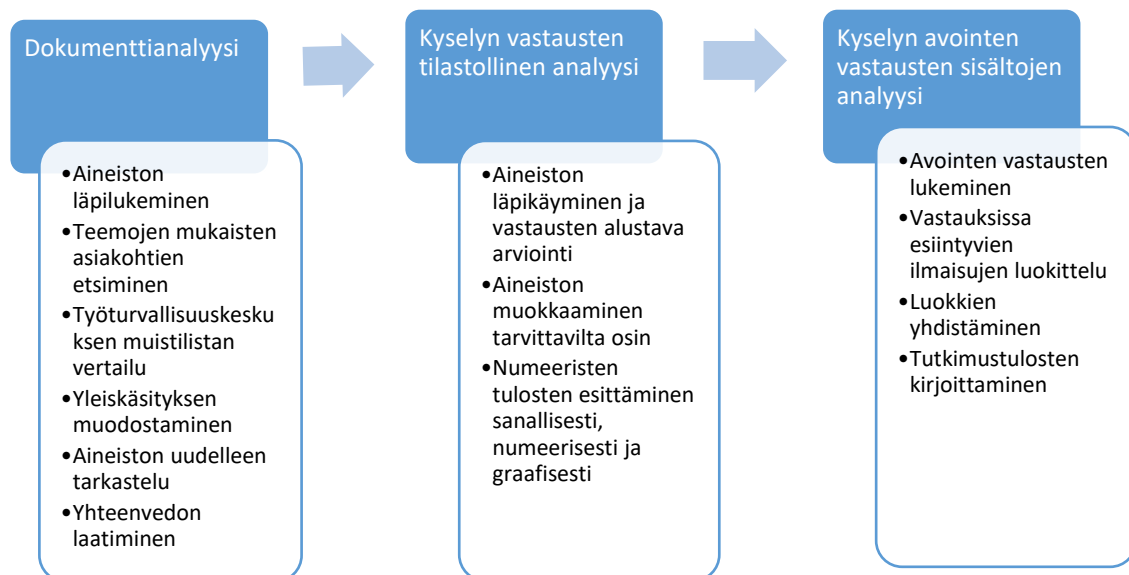 Dokumenttianalyysi
•Aineiston
läpilukeminen
•Teemojen mukaisten
asiakohtien
etsiminen
•Työturvallisuuskesku
ksen muistilistan
vertailu
•Yleiskäsityksen
muodostaminen
•Aineiston uudelleen
tarkastelu
•Yhteenvedon
laatiminen
Kyselyn vastausten
tilastollinen analyysi
•Aineiston
läpikäyminen ja
vastausten alustava
arviointi
•Aineiston
muokkaaminen
tarvittavilta osin
•Numeeristen
tulosten esittäminen
sanallisesti,
numeerisesti ja
graafisesti
Kyselyn avointen
vastausten sisältöjen
analyysi
•Avointen vastausten
lukeminen
•Vastauksissa
esiintyvien
ilmaisujen luokittelu
•Luokkien
yhdistäminen
•Tutkimustulosten
kirjoittaminen